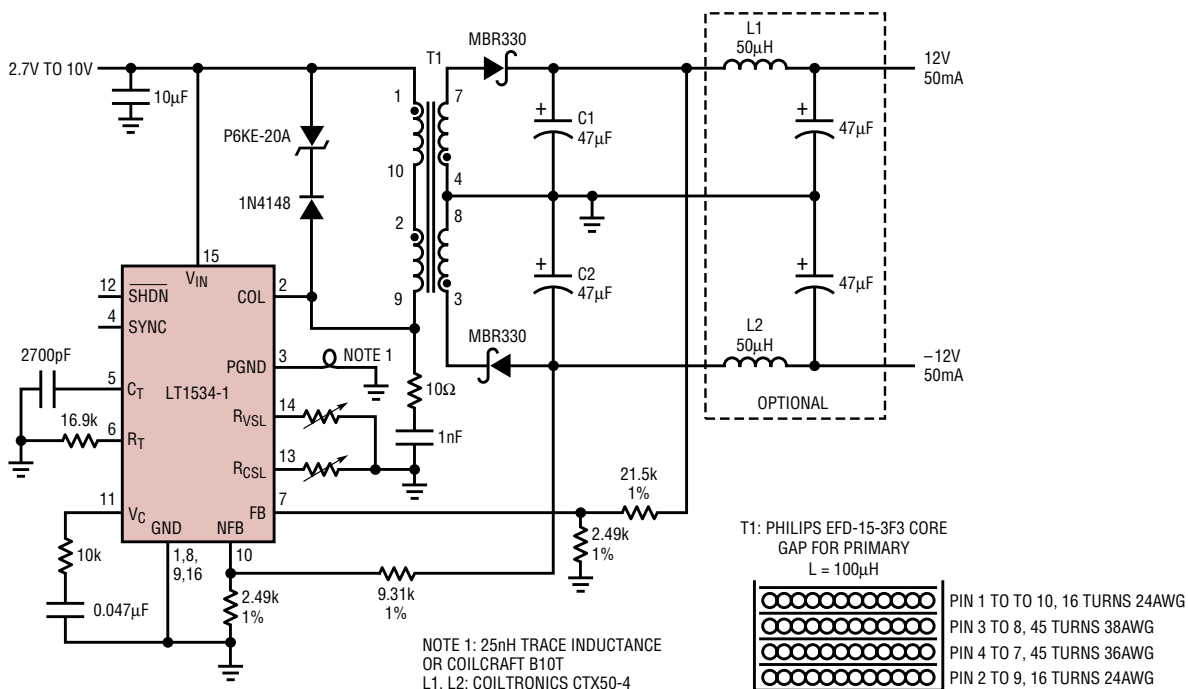 2.7V TO 10V
10µF
P6KE-20A
1N4148
T1
1
10
2
9
7
4
8
3
MBR330
C1
47µF
C2
47µF
MBR330
L1
50µH
47µF
47µF
L2
50µH
OPTIONAL
12V
50mA
–12V
50mA
15
VIN
12
SHDN
4
SYNC
COL
2
PGND
3
NOTE 1
LT1534-1
2700pF
5
CT
16.9k
6
RT
RVSL
14
RCSL
13
10Ω
1nF
FB
7
11
VC
GND
NFB
1,8,
9,16
10
10k
0.047µF
2.49k
1%
9.31k
1%
2.49k
1%
21.5k
1%
NOTE 1: 25nH TRACE INDUCTANCE
OR COILCRAFT B10T
L1, L2: COILTRONICS CTX50-4
T1: PHILIPS EFD-15-3F3 CORE
GAP FOR PRIMARY
L = 100µH
PIN 1 TO TO 10, 16 TURNS 24AWG
PIN 3 TO 8, 45 TURNS 38AWG
PIN 4 TO 7, 45 TURNS 36AWG
PIN 2 TO 9, 16 TURNS 24AWG